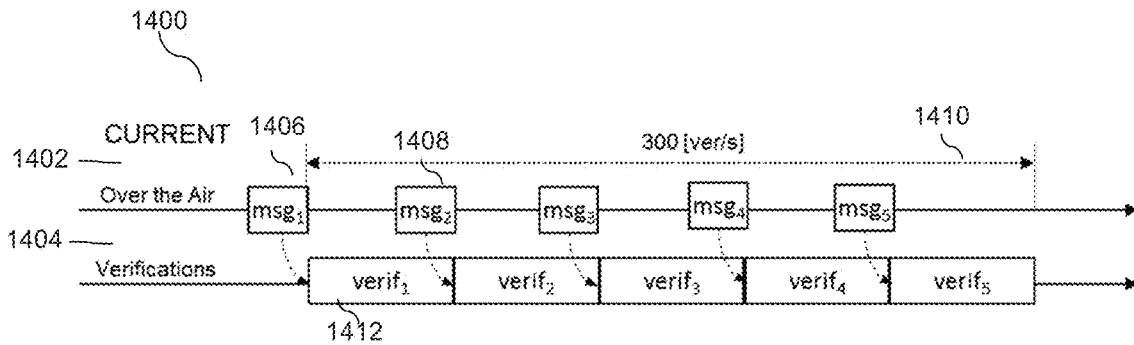 1400
CURRENT
1406
1408
300 [ver/s]
1410
1402
Over the Air
msg₁
msg₂
msg₃
msg₄
msg₅
1404
Verifications
verif₁
verif₂
verif₃
verif₄
verif₅
1412